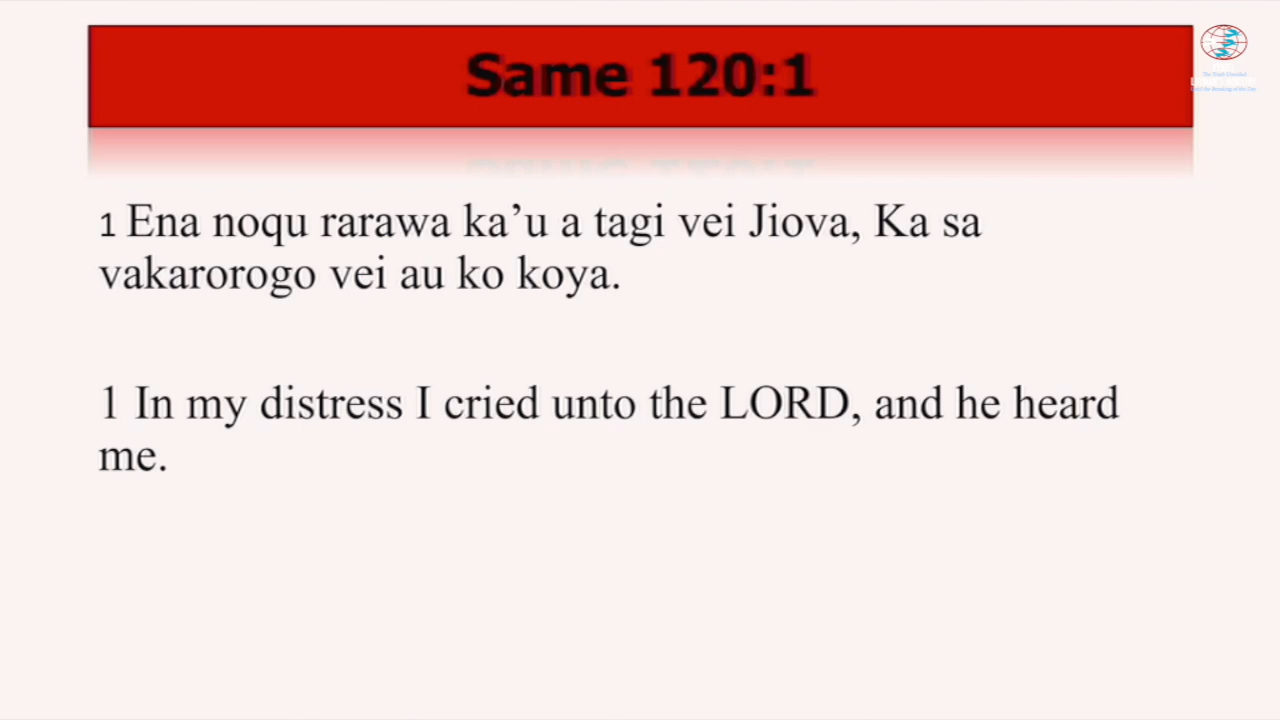 Same 120:1
1 Ena noqu rarawa ka’u a tagi vei Jiova, Ka sa
vakarorogo vei au ko koya.
1 In my distress I cried unto the LORD, and he heard
me.